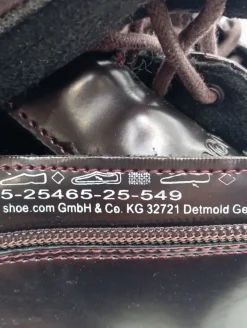 5-25465-25-549
shoe.com GmbH & Co. KG 32721 Detmold Ge